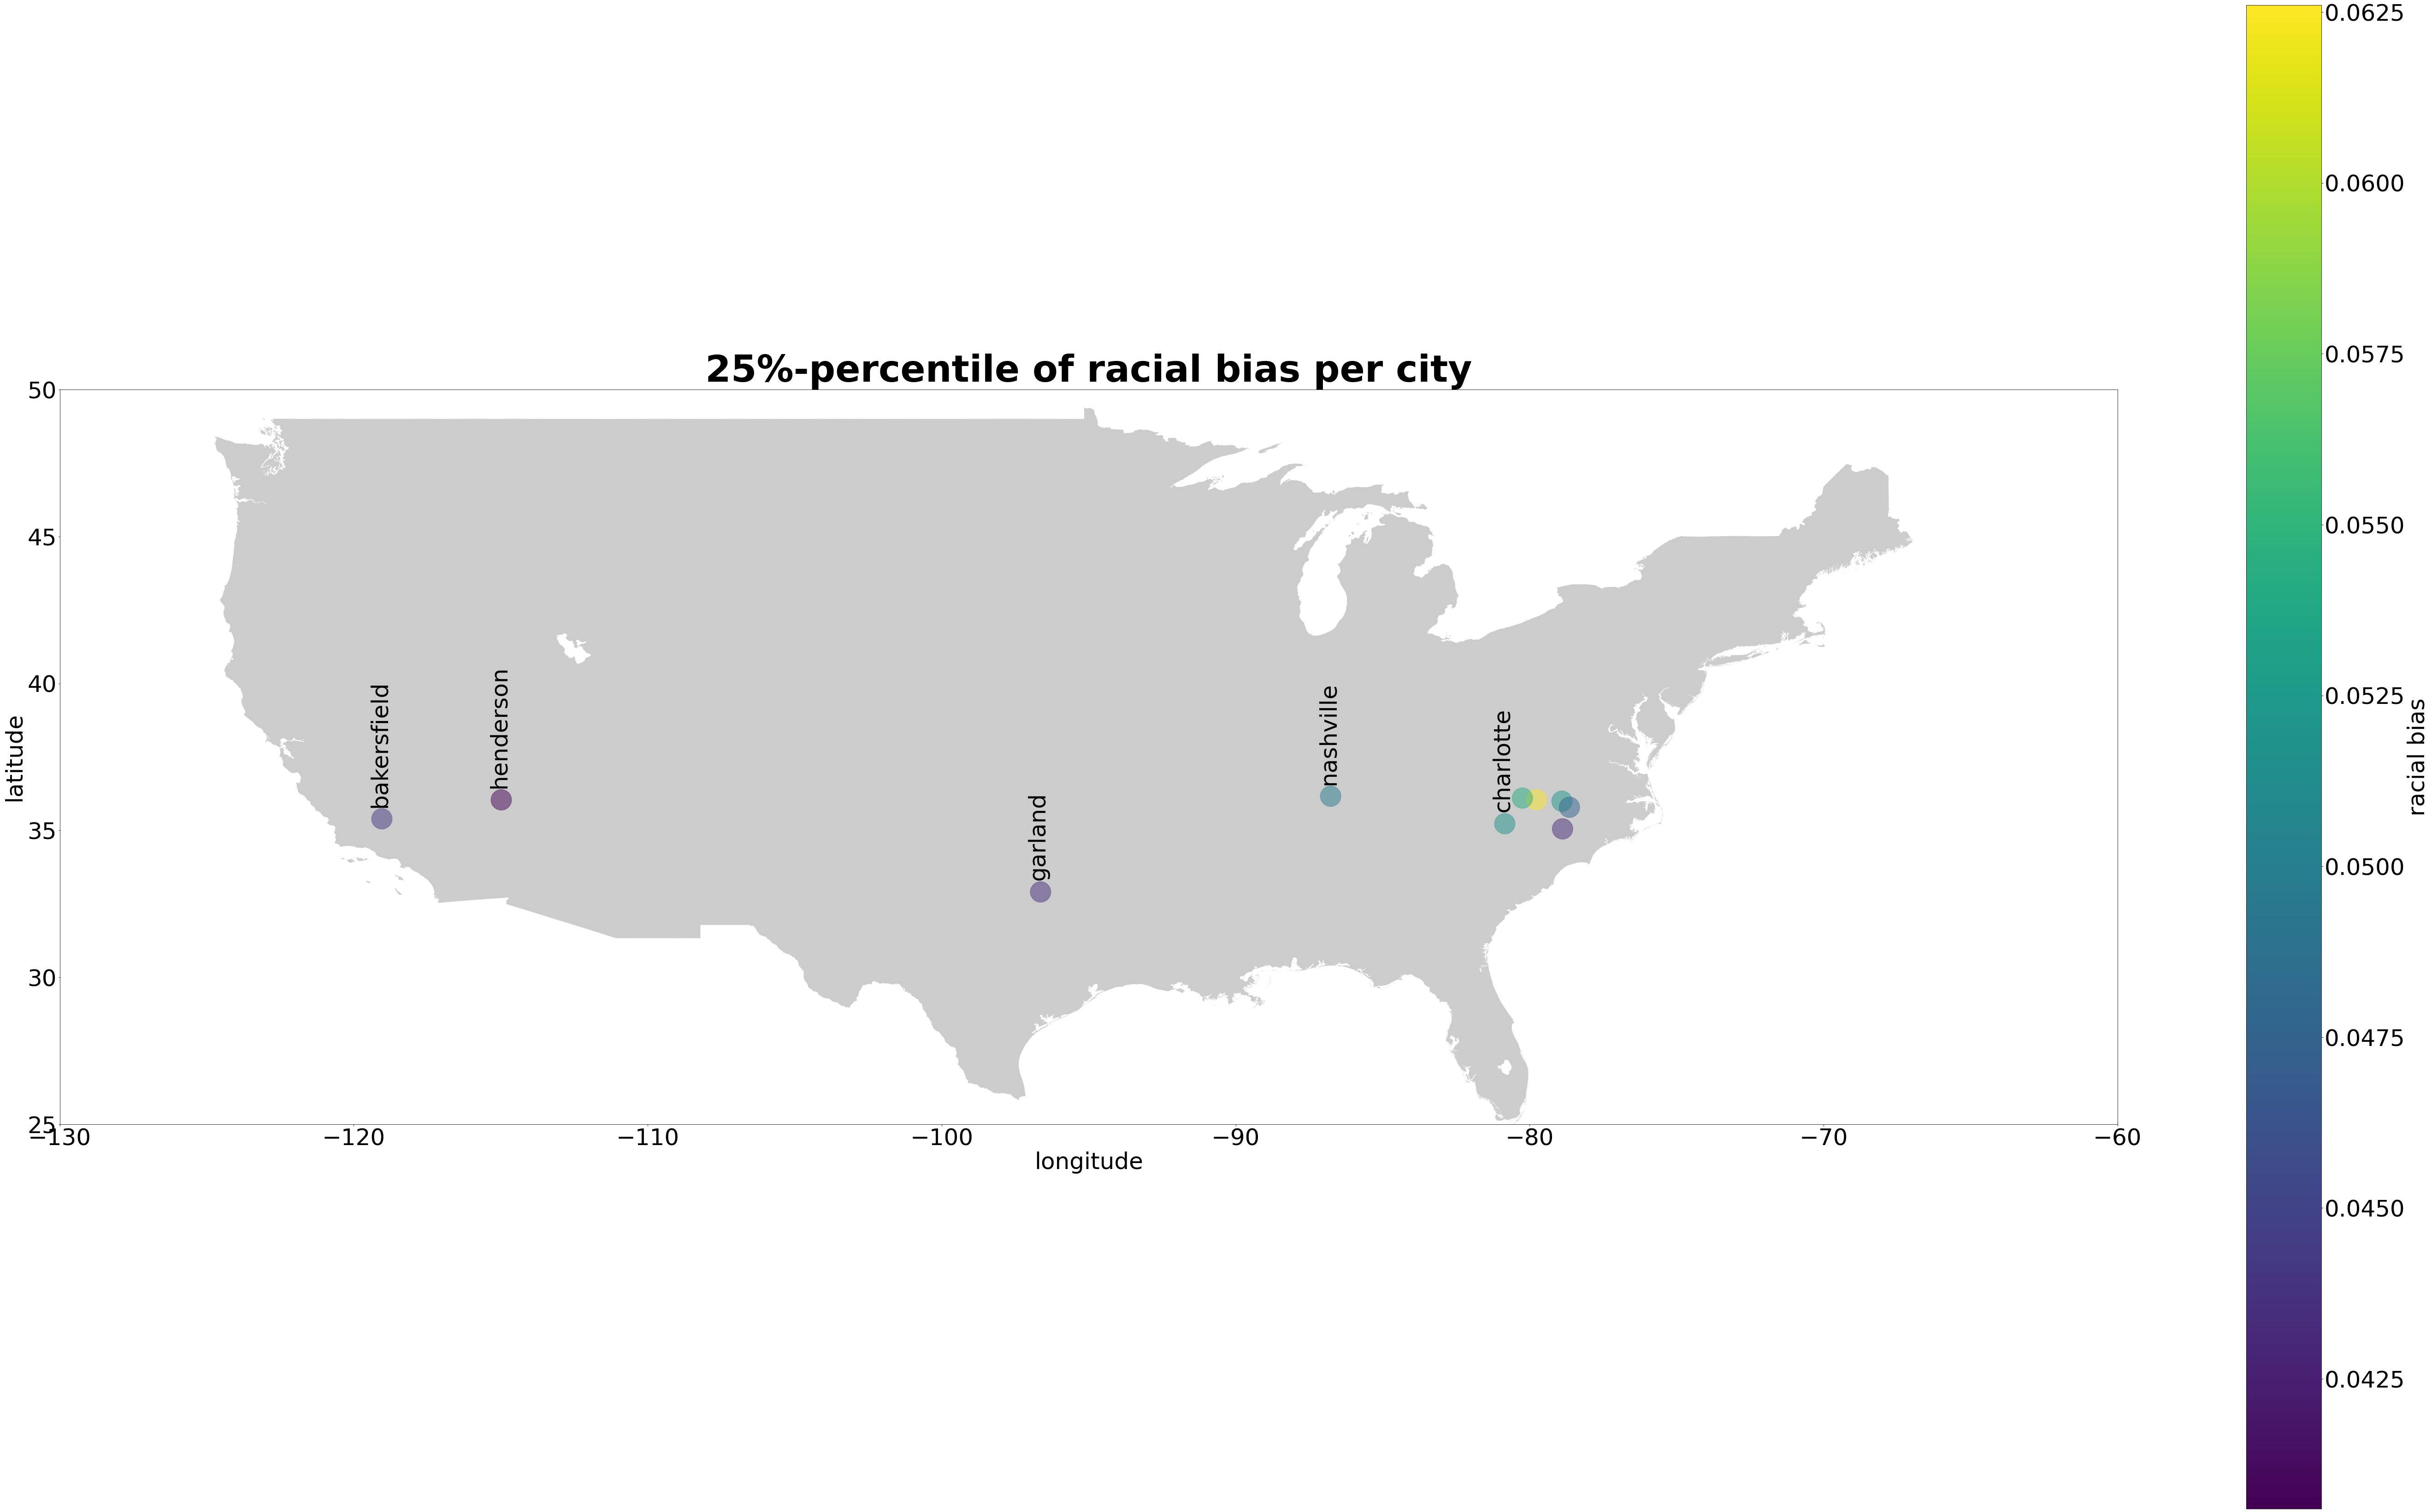 25%-percentile of racial bias per city
50
45
40
35
30
25
latitude
bakersfield
henderson
garland
nashville
charlotte
−130
−120
−110
−100
−90
−80
−70
−60
longitude
0.0625
0.0600
0.0575
0.0550
0.0525
0.0500
0.0475
0.0450
0.0425
racial bias